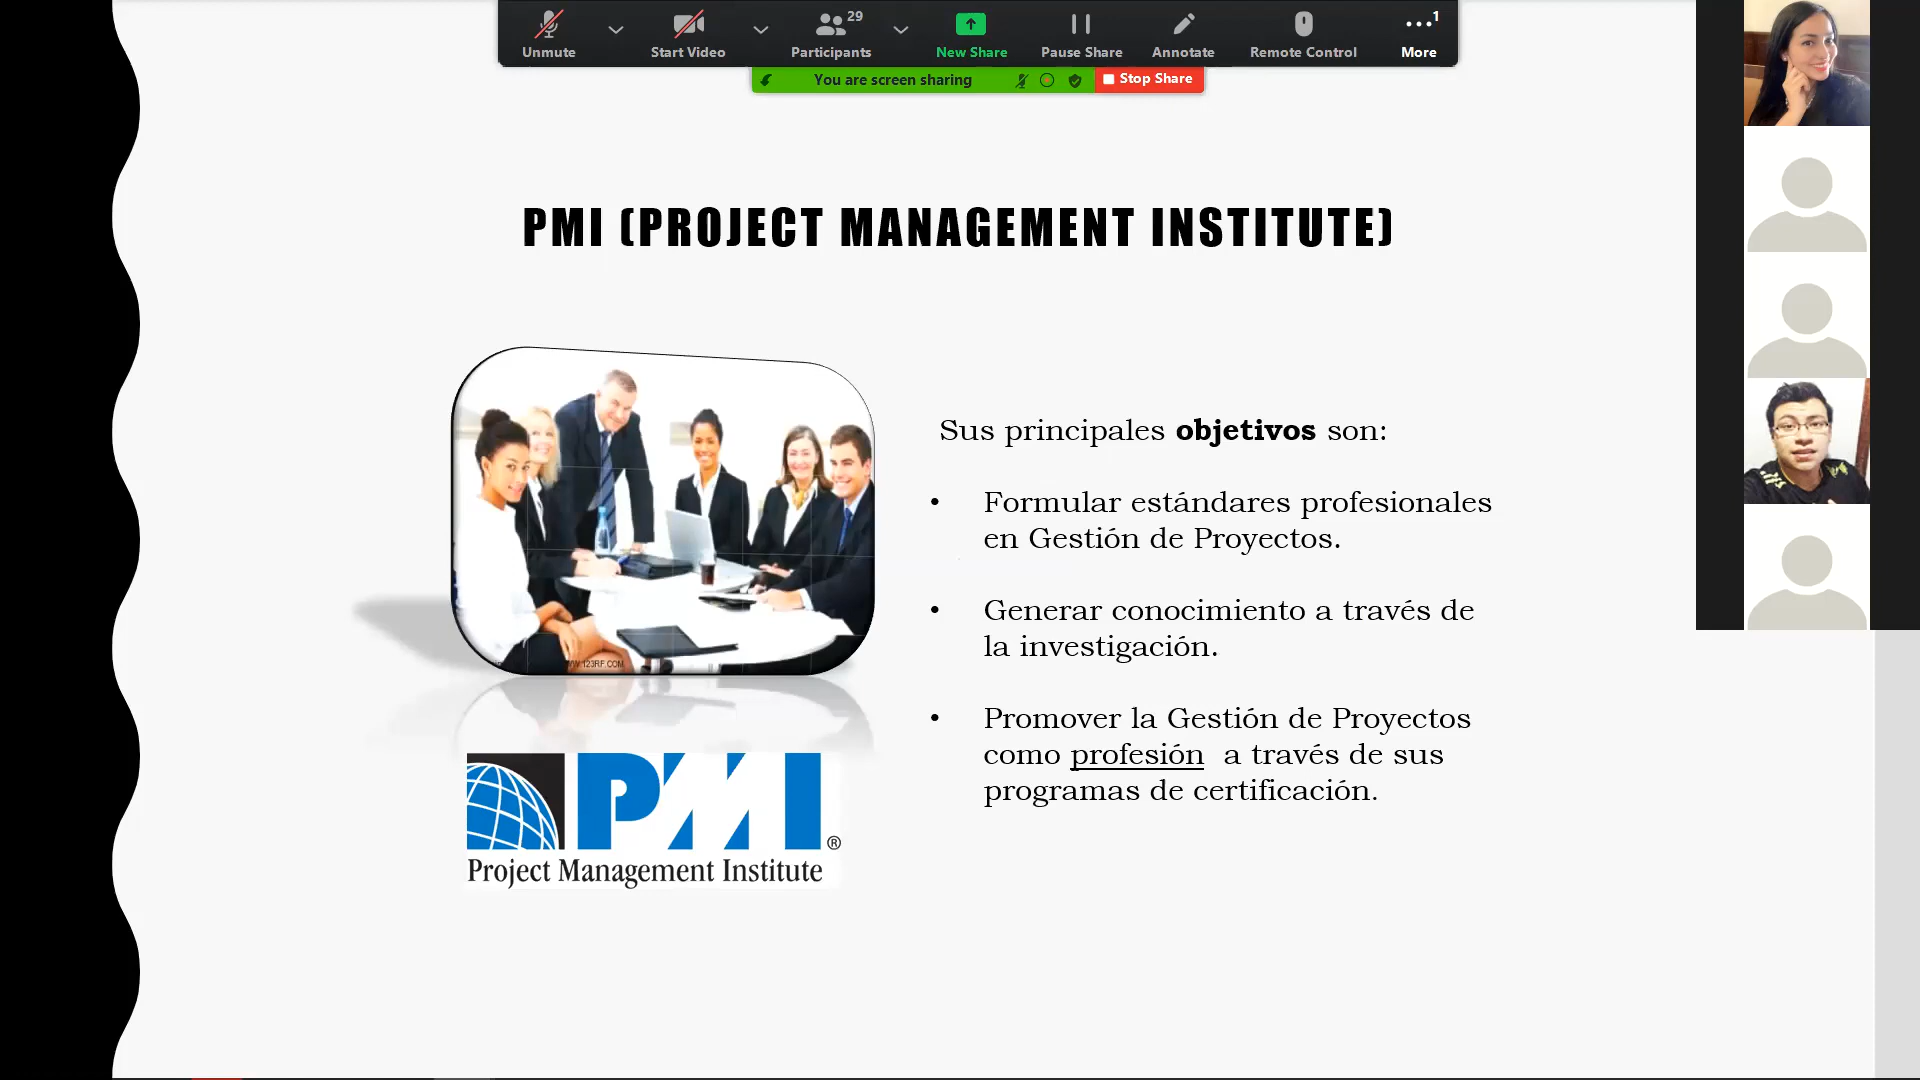 29
1
Unmute
Start Video
Participants
New Share
Pause Share
Annotate
Remote Control
More
You are screen sharing
Stop Share
PMI (PROJECT MANAGEMENT INSTITUTE)
Sus principales objetivos son:
• Formular estándares profesionales
en Gestión de Proyectos.
• Generar conocimiento a través de
la investigación.
• Promover la Gestión de Proyectos
como profesión a través de sus
programas de certificación.
WWW.123RF.COM
PMI®
Project Management Institute